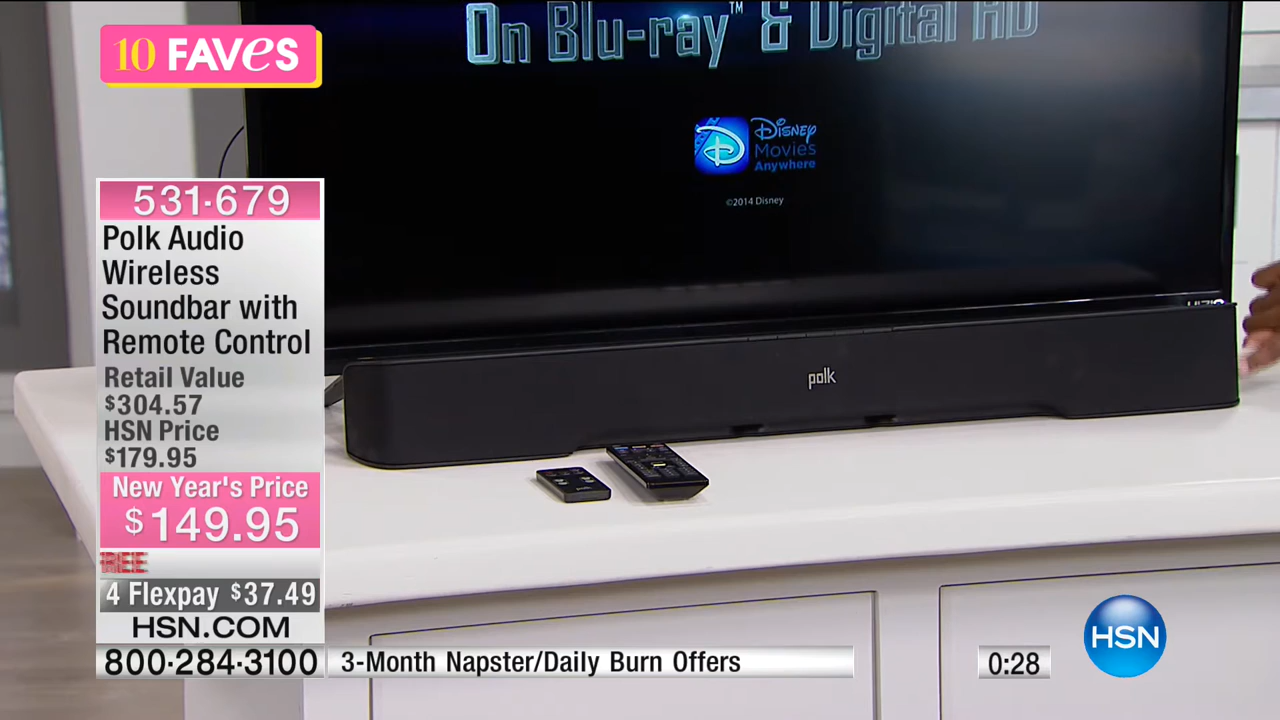 10 FAVES
On Blu-ray™ & Digital HD
Disney
Movies
Anywhere
©2014 Disney
531·679
Polk Audio
Wireless
Soundbar with
Remote Control
Retail Value
$304.57
HSN Price
$179.95
New Year's Price
$149.95
4 Flexpay $37.49
HSN.COM
800·284·3100
3-Month Napster/Daily Burn Offers
0:28
HSN
polk